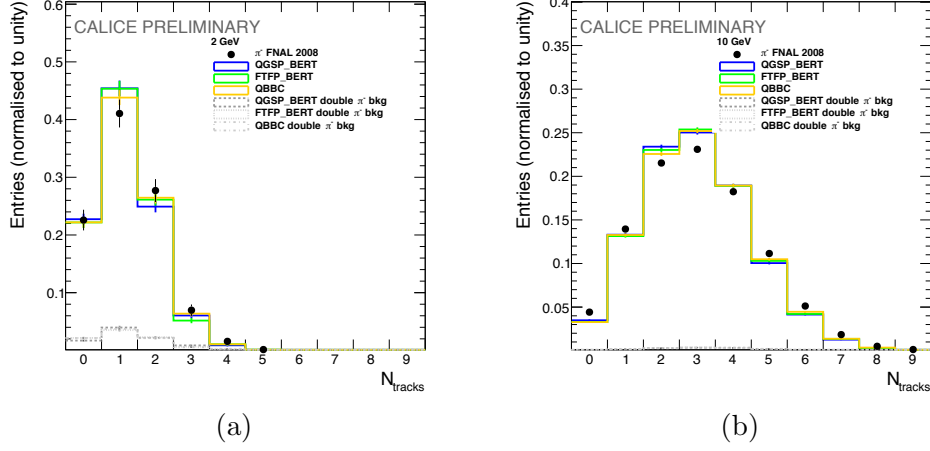 CALICE PRELIMINARY
2 GeV
π- FNAL 2008
QGSP_BERT
FTFP_BERT
QBBC
QGSP_BERT double π- bkg
FTFP_BERT double π- bkg
QBBC double π- bkg
Entries (normalised to unity)
0.6
0.4
0.3
0.2
0.1
0 1 2 3 4 5 6 7 8 9
N_tracks
(a)
CALICE PRELIMINARY
10 GeV
π- FNAL 2008
QGSP_BERT
FTFP_BERT
QBBC
QGSP_BERT double π- bkg
FTFP_BERT double π- bkg
QBBC double π- bkg
Entries (normalised to unity)
0.4
0.3
0.25
0.2
0.15
0.1
0.05
0 1 2 3 4 5 6 7 8 9
N_tracks
(b)